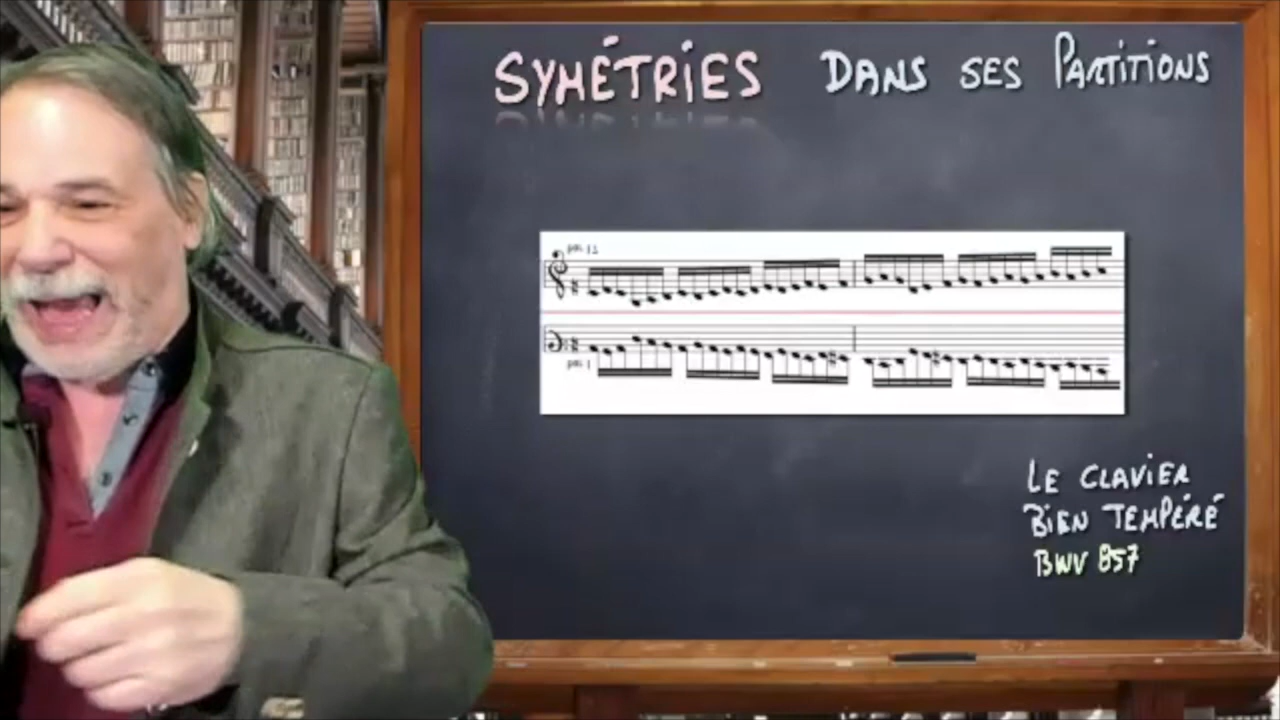 SYMÉTRIES DANS SES PARTITIONS
LE CLAVIER
BIEN TEMPÉRÉ
BWV 857